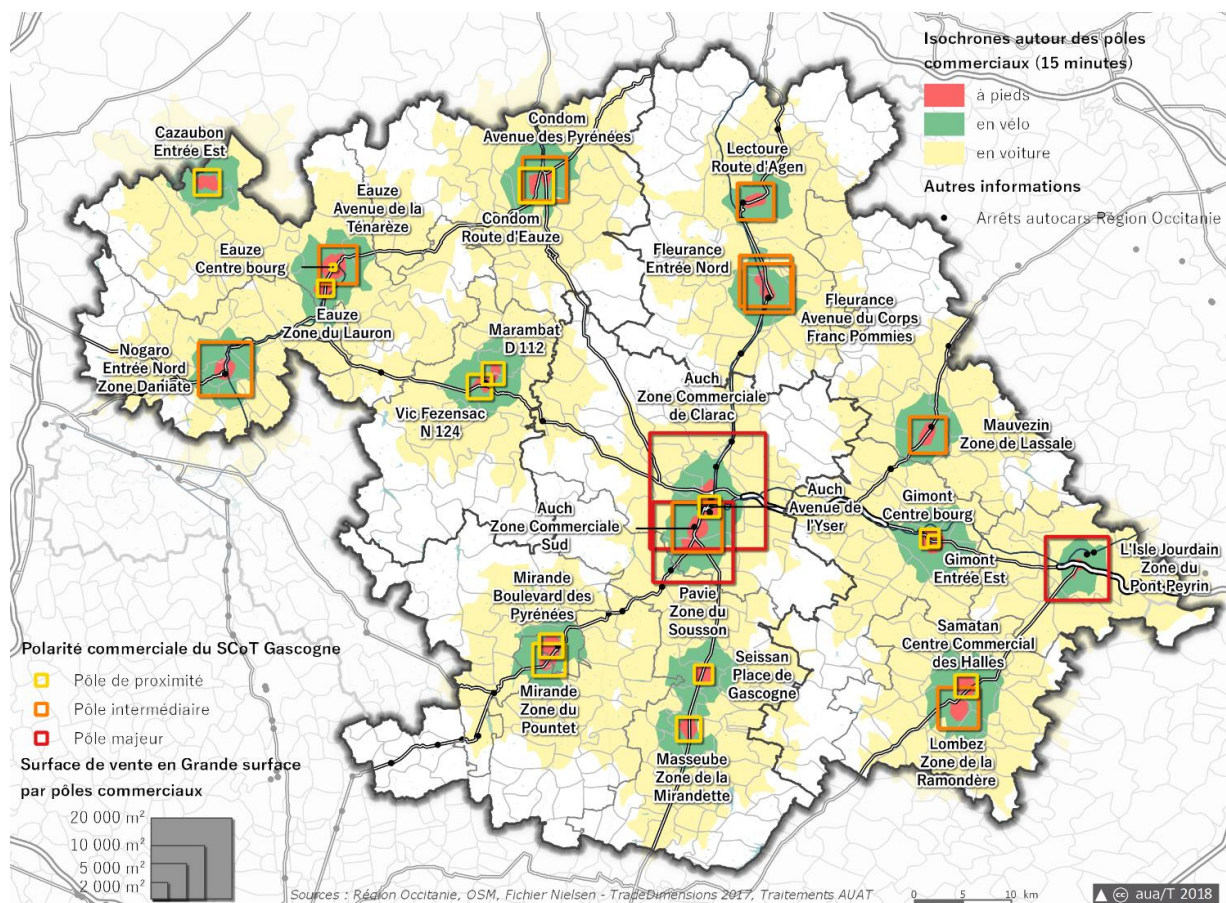 Isochrones autour des pôles
commerciaux (15 minutes)
à pieds
en vélo
en voiture
Autres informations
Arrêts autocars Région Occitanie
Cazaubon
Entrée Est
Condom
Avenue des Pyrénées
Lectoure
Route d'Agen
Eauze
Avenue de la
Ténarèze
Condom
Route d'Eauze
Eauze
Centre bourg
Fleurance
Entrée Nord
Eauze
Zone du Lauron
Marambat
D 112
Fleurance
Avenue du Corps
Franc Pommies
Nogaro
Entrée Nord
Zone Daniate
Auch
Zone Commerciale
de Clarac
Vic Fezensac
N 124
Mauvezin
Zone de Lassale
Auch
Avenue de
l'Yser
Gimont
Centre bourg
Auch
Zone Commerciale
Sud
Gimont
Entrée Est
L'Isle Jourdain
Zone du
Pont Peyrin
Mirande
Boulevard des
Pyrénées
Pavie
Zone du
Sousson
Samatan
Centre Commercial
des Halles
Seissan
Place de
Gascogne
Mirande
Zone du
Pountet
Masseube
Zone de la
Mirandette
Lombez
Zone de la
Ramondère
Polarité commerciale du SCoT Gascogne
Pôle de proximité
Pôle intermédiaire
Pôle majeur
Surface de vente en Grande surface
par pôles commerciaux
20 000 m²
10 000 m²
5 000 m²
2 000 m²
Sources : Région Occitanie, OSM, Fichier Nielsen - TradeDimensions 2017, Traitements AUAT
0 5 10 km
cc aua/T 2018